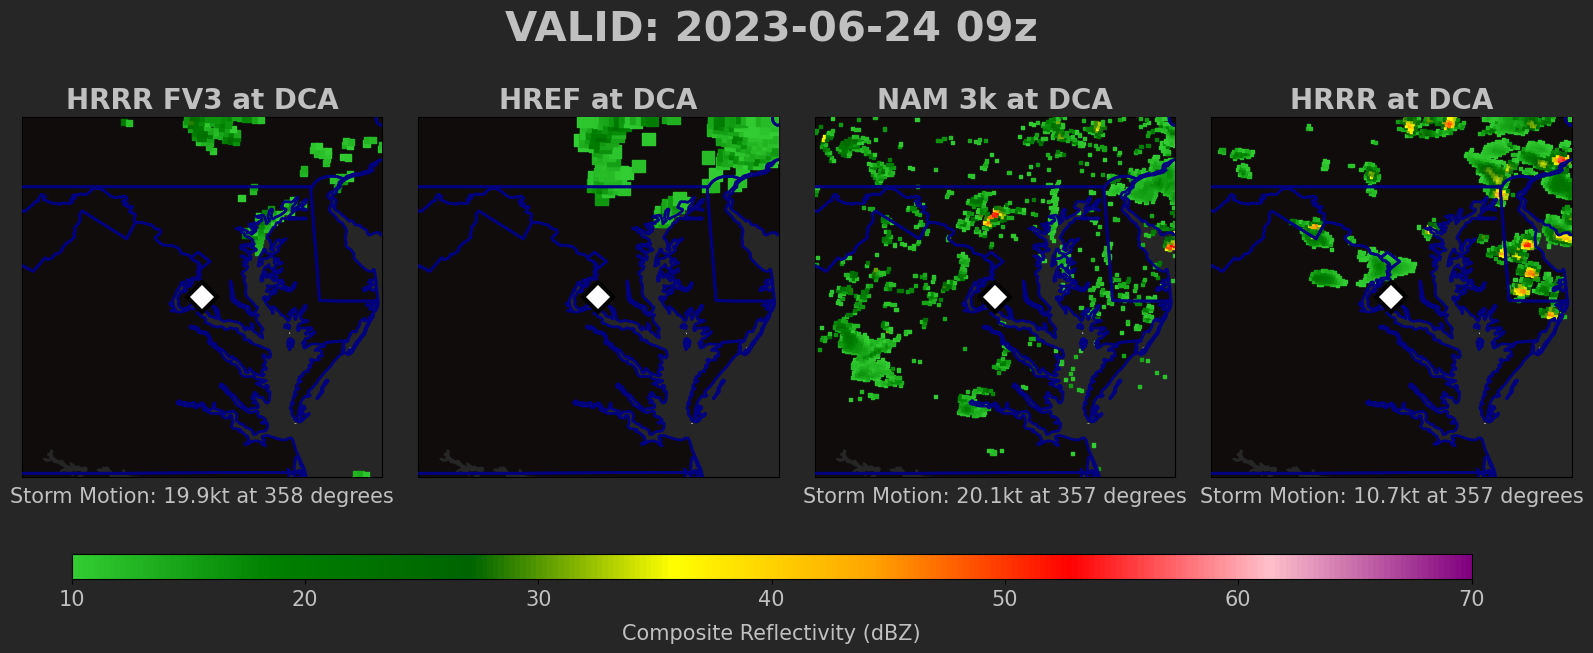 VALID: 2023-06-24 09z
HRRR FV3 at DCA
HREF at DCA
NAM 3k at DCA
HRRR at DCA
Storm Motion: 19.9kt at 358 degrees
Storm Motion: 20.1kt at 357 degrees
Storm Motion: 10.7kt at 357 degrees
10 20 30 40 50 60 70
Composite Reflectivity (dBZ)